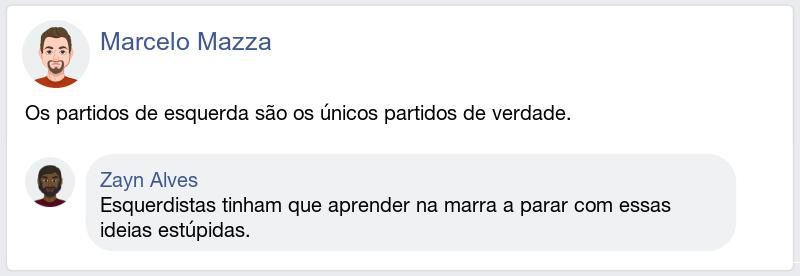 Marcelo Mazza
Os partidos de esquerda são os únicos partidos de verdade.
Zayn Alves
Esquerdistas tinham que aprender na marra a parar com essas
ideias estúpidas.